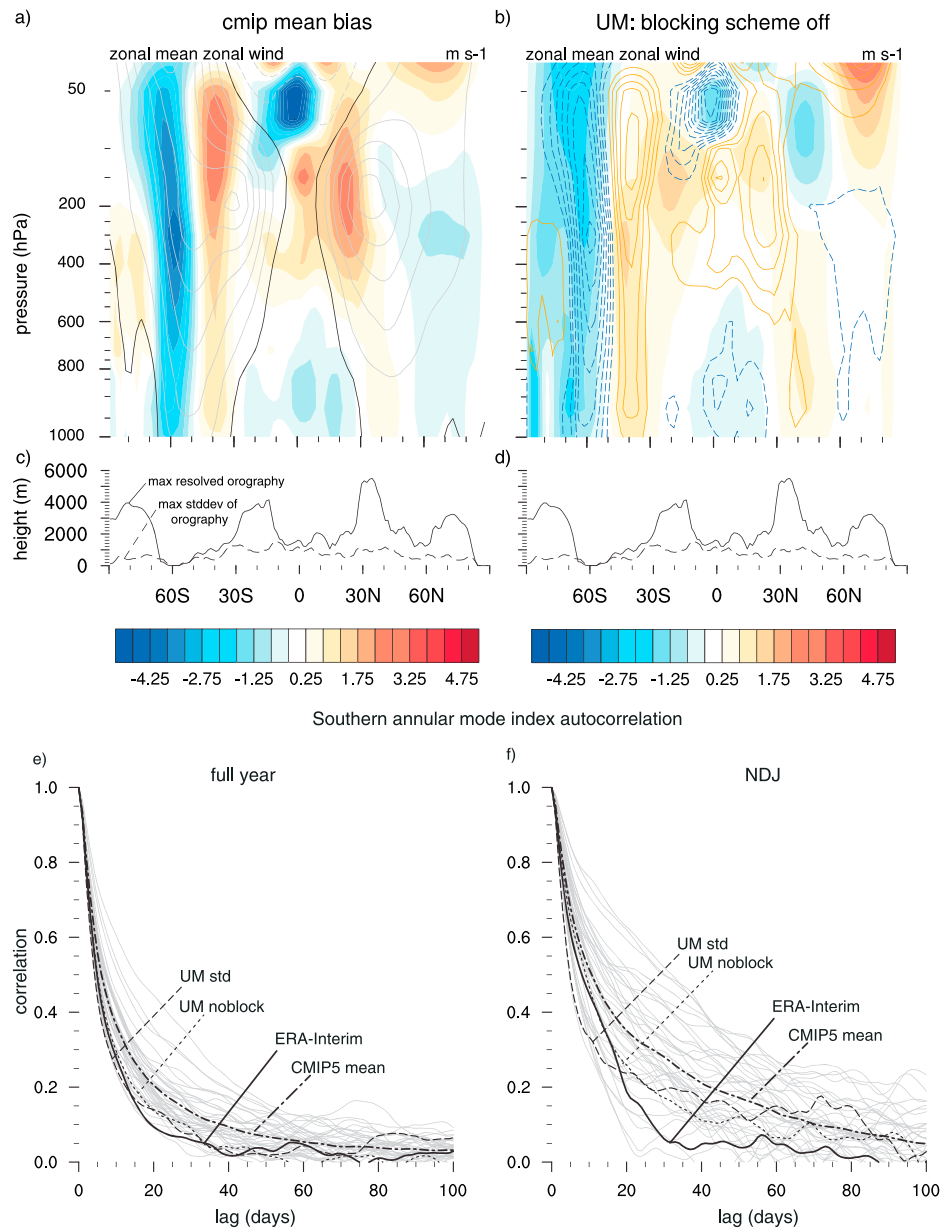 a) cmip mean bias
b) UM: blocking scheme off
zonal mean zonal wind m s-1
zonal mean zonal wind m s-1
pressure (hPa)
50
200
400
600
800
1000
50
200
400
600
800
1000
c)
d)
height (m)
6000
4000
2000
0
max resolved orography
max stddev of
orography
6000
4000
2000
0
60S 30S 0 30N 60N
60S 30S 0 30N 60N
-4.25 -2.75 -1.25 0.25 1.75 3.25 4.75
-4.25 -2.75 -1.25 0.25 1.75 3.25 4.75
Southern annular mode index autocorrelation
e) full year
f) NDJ
correlation
1.0
0.8
0.6
0.4
0.2
0.0
UM std
UM noblock
ERA-Interim
CMIP5 mean
0 20 40 60 80 100
lag (days)
1.0
0.8
0.6
0.4
0.2
0.0
UM std
UM noblock
ERA-Interim
CMIP5 mean
0 20 40 60 80 100
lag (days)